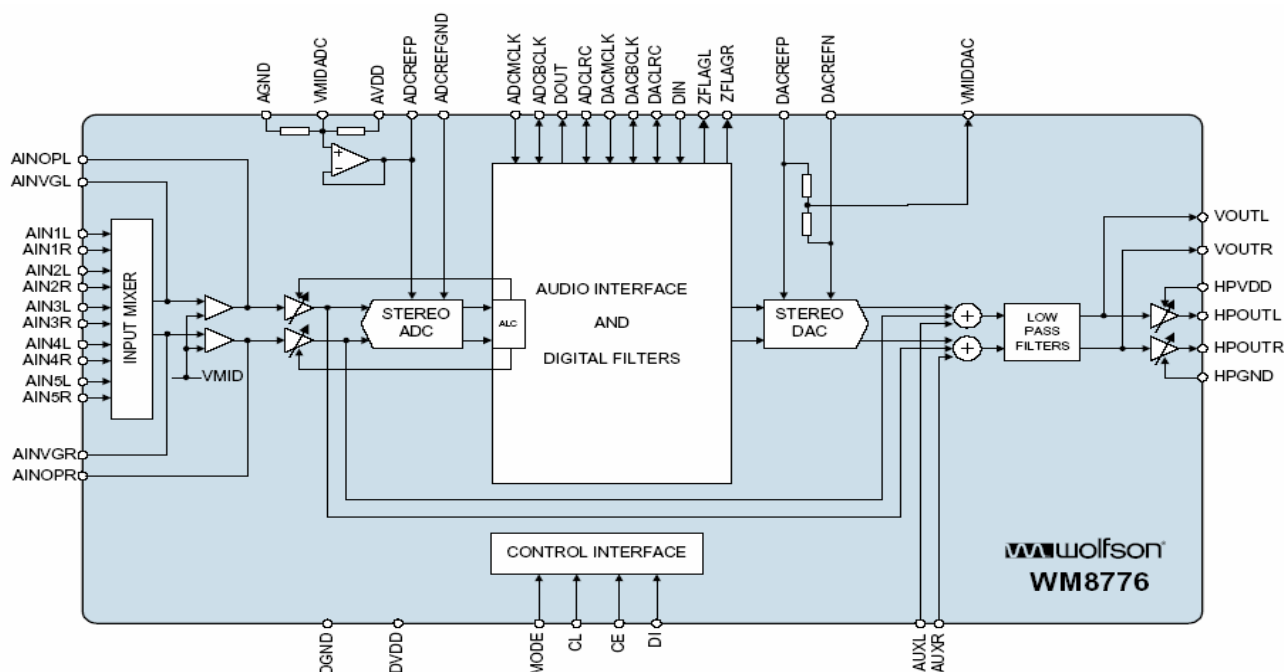 AGND
VMIDADC
AVDD
ADCREFP
ADCREFGND
ADCMCLK
ADCBCLK
DOUT
ADCLRC
DACMCLK
DACBCLK
DACLRC
DIN
ZFLAGL
ZFLAGR
DACREFP
DACREFN
VMIDDAC
AINOPL
AINVGL
AIN1L
AIN1R
AIN2L
AIN2R
AIN3L
AIN3R
AIN4L
AIN4R
AIN5L
AIN5R
AINVGR
AINOPR
INPUT MIXER
VMID
+
−
STEREO
ADC
ALC
AUDIO INTERFACE
AND
DIGITAL FILTERS
STEREO
DAC
+
+
LOW
PASS
FILTERS
VOUTL
VOUTR
HPVDD
HPOUTL
HPOUTR
HPGND
CONTROL INTERFACE
wolfson
WM8776
DGND
DVDD
MODE
CL
CE
DI
AUXL
AUXR